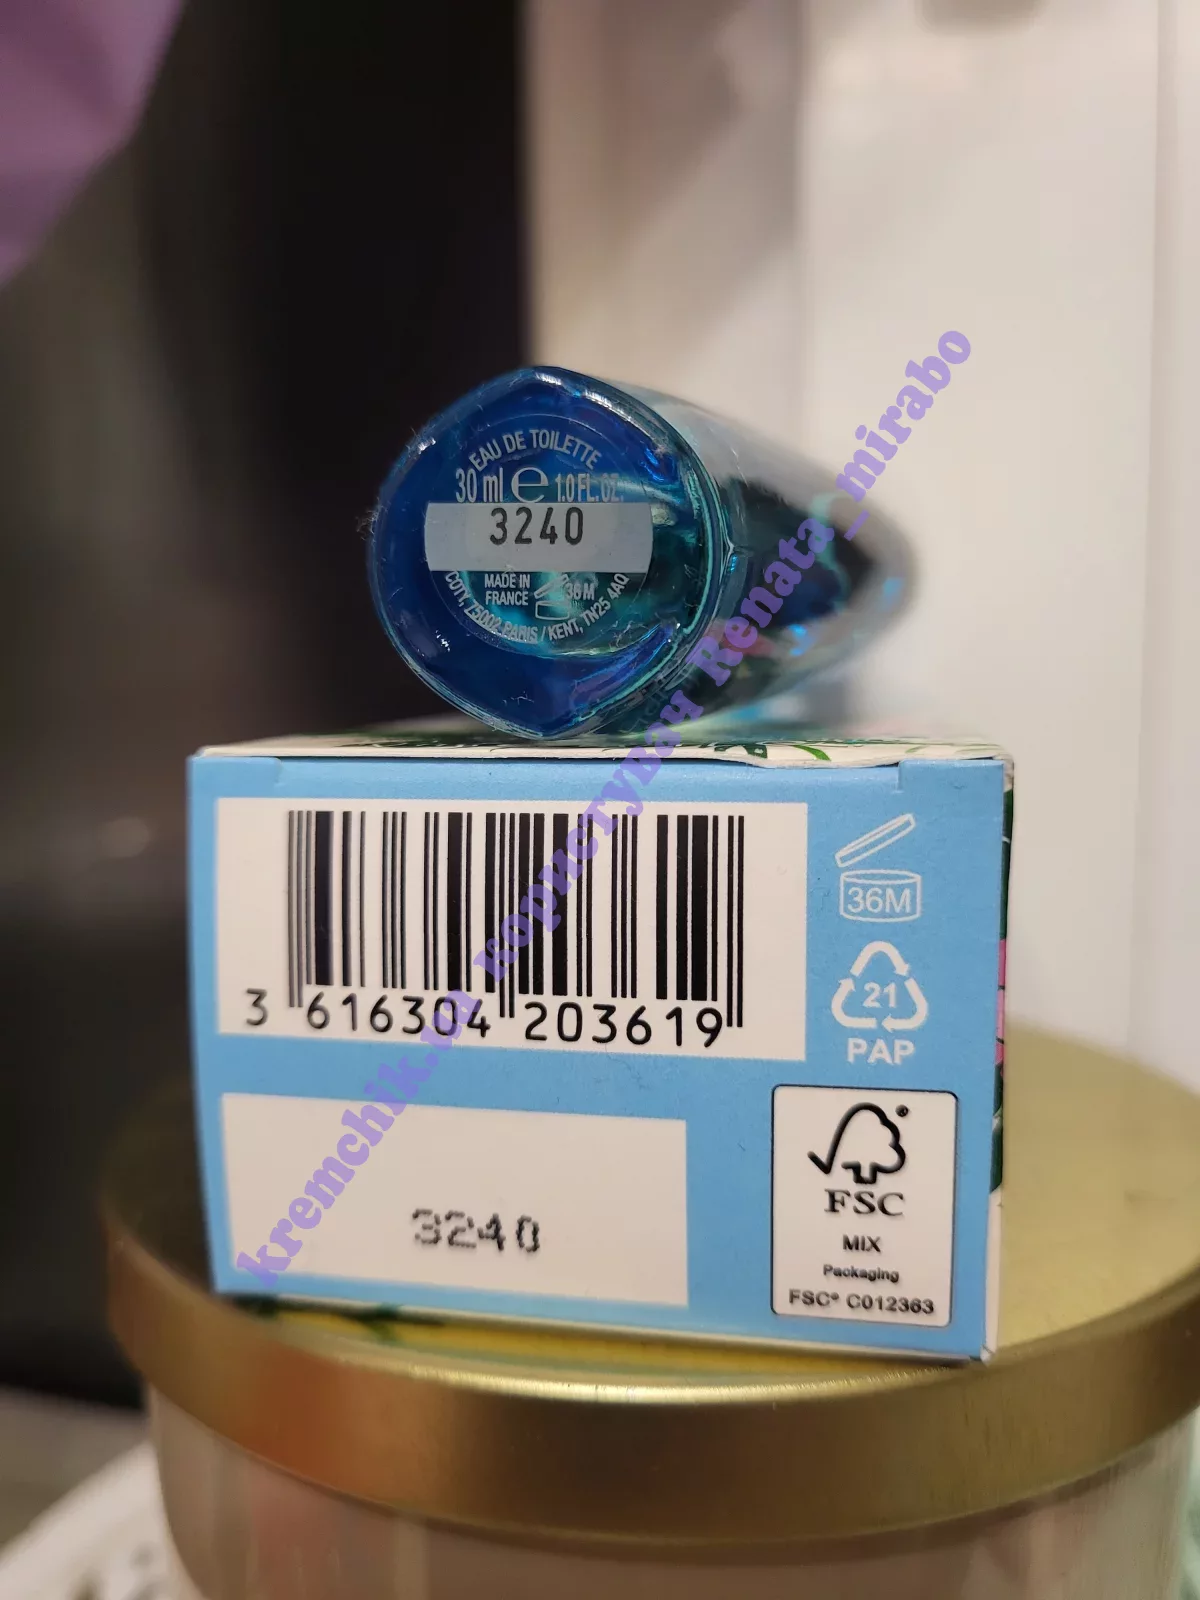 EAU DE TOILETTE
30 ml e 1.0 FL. OZ.
3240
MADE IN
FRANCE
36M
COTY, 75002 PARIS / KENT, TN25 4AQ
3 616304 203619
36M
21
PAP
3240
FSC
MIX
Packaging
FSC® C012363
kremchik.ua користувач Renata_mirabo